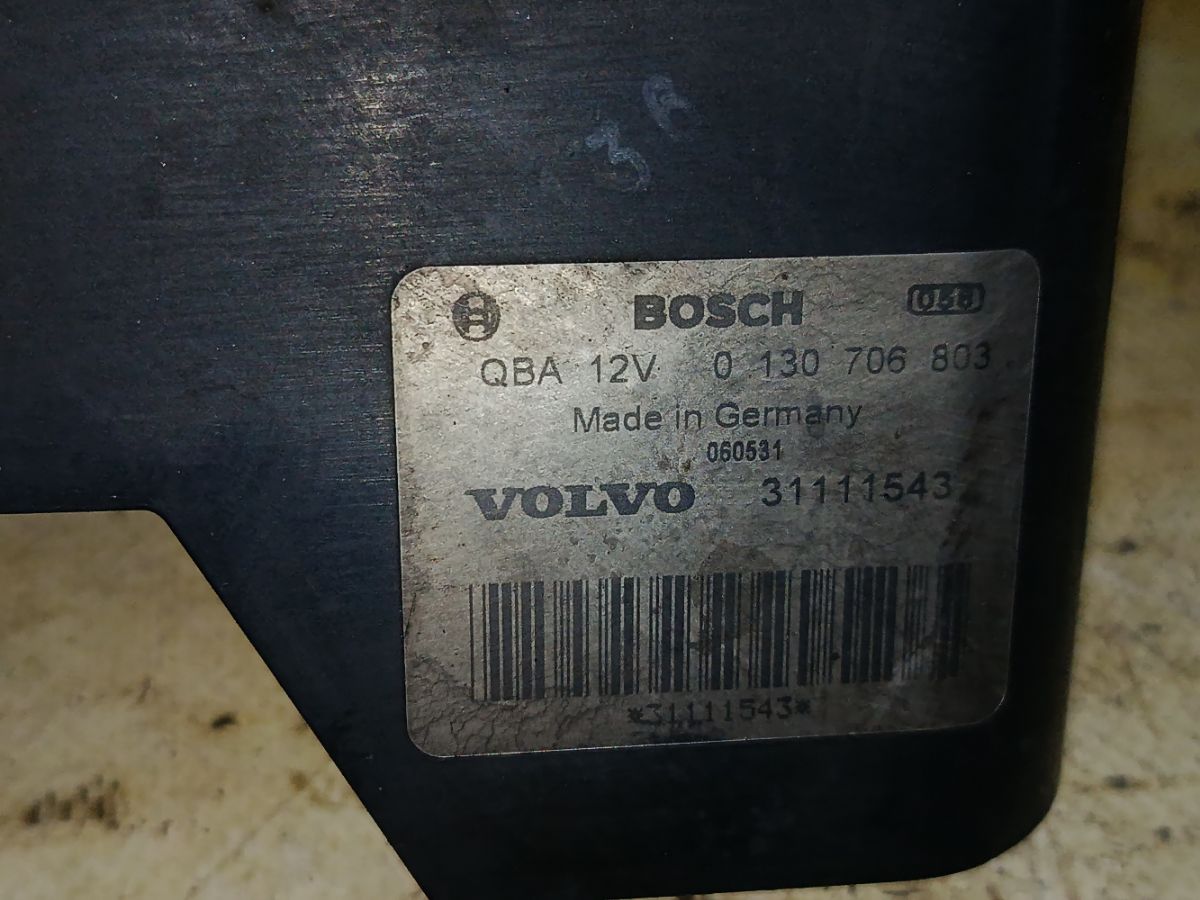 BOSCH
QBA 12V 0 130 706 803
Made in Germany
060531
VOLVO 31111543
*31111543*